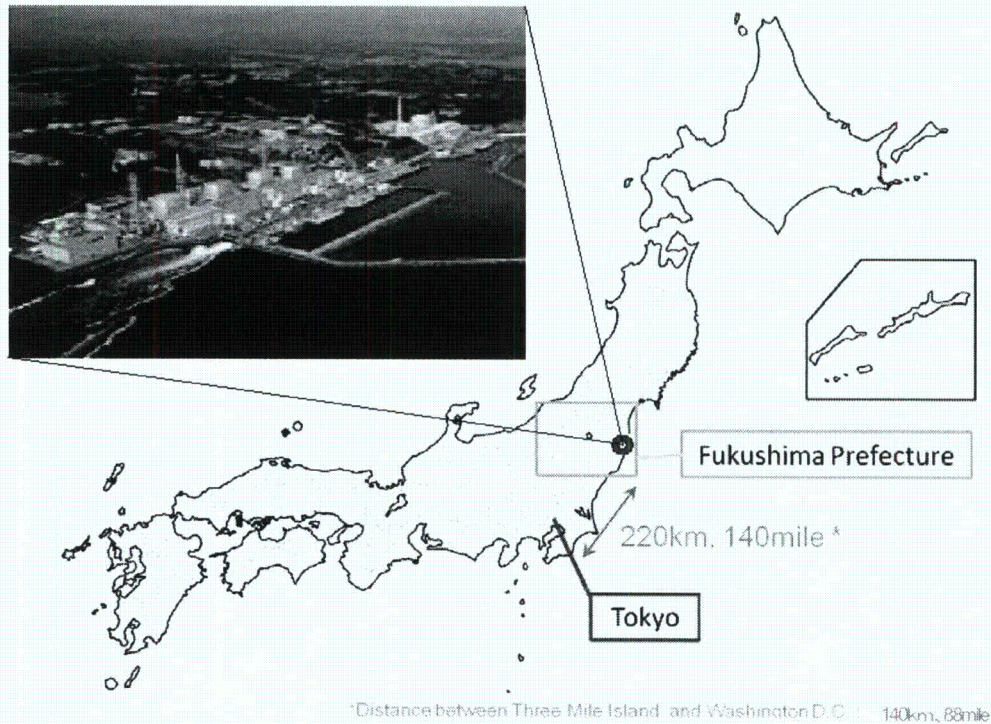 Fukushima Prefecture
220km, 140mile *
Tokyo
*Distance between Three Mile Island and Washington D.C. 140km, 88mile